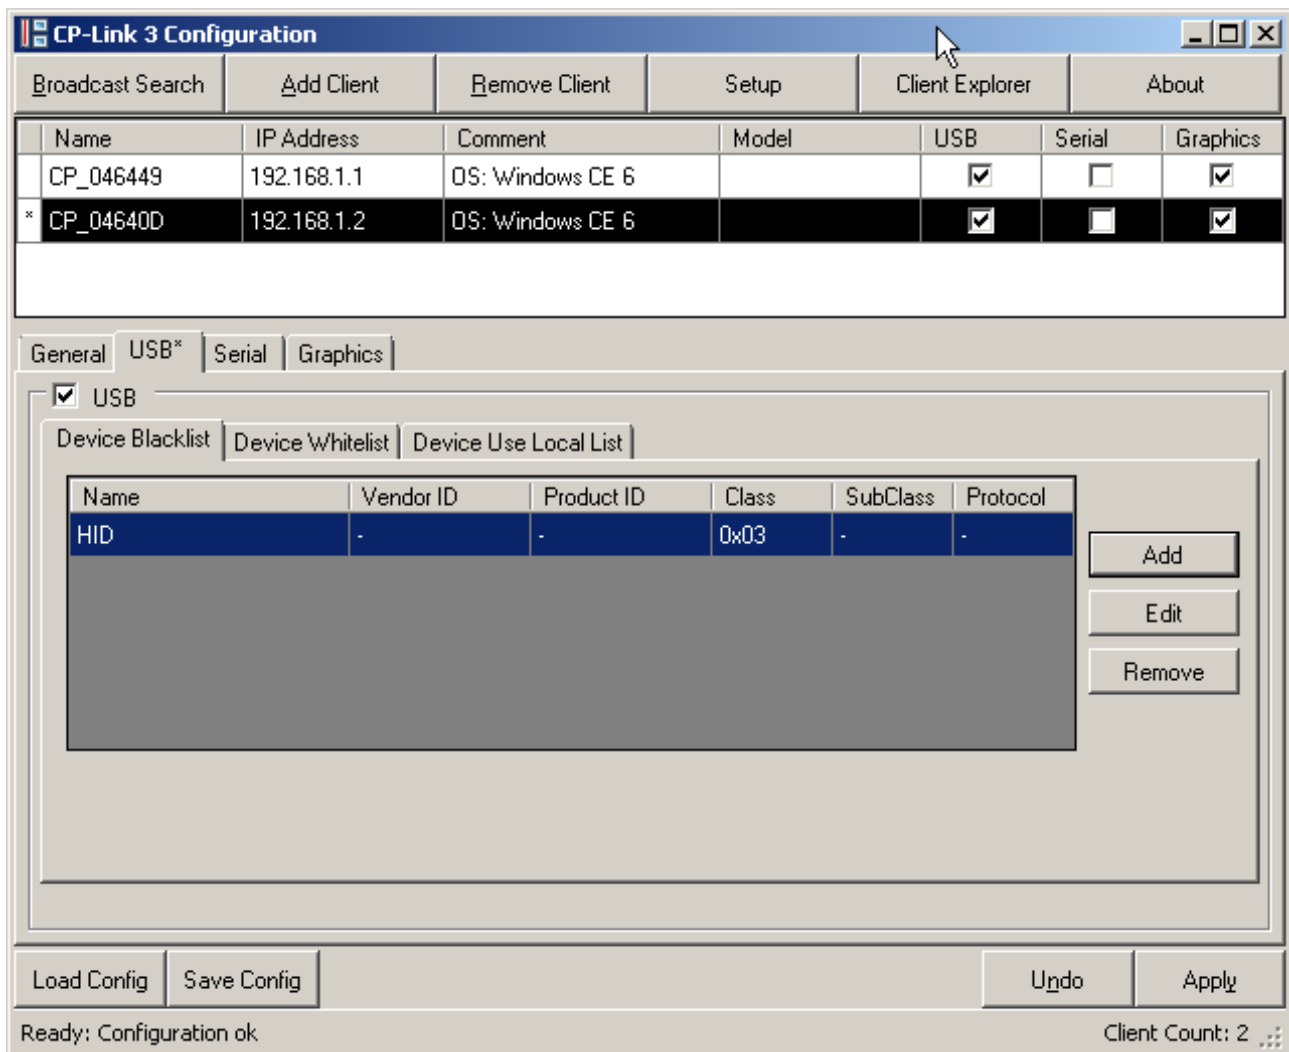 CP-Link 3 Configuration
Broadcast Search Add Client Remove Client Setup Client Explorer About
Name IP Address Comment Model USB Serial Graphics
CP_046449 192.168.1.1 OS: Windows CE 6
* CP_04640D 192.168.1.2 OS: Windows CE 6
General USB* Serial Graphics
USB
Device Blacklist Device Whitelist Device Use Local List
Name Vendor ID Product ID Class SubClass Protocol
HID - - 0x03 - -
Add
Edit
Remove
Load Config Save Config Undo Apply
Ready: Configuration ok Client Count: 2